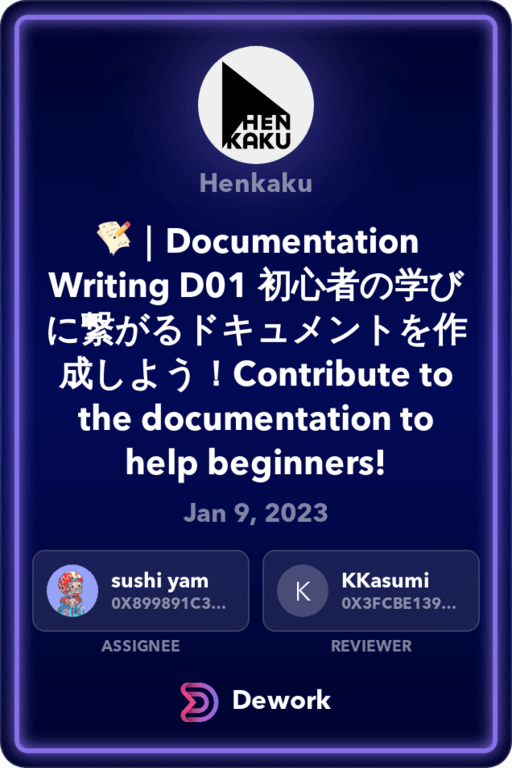 HEN
KAKU
Henkaku
📝 | Documentation
Writing D01 初心者の学び
に繋がるドキュメントを作
成しよう！Contribute to
the documentation to
help beginners!
Jan 9, 2023
sushi yam
0X899891C3...
ASSIGNEE
K
KKasumi
0X3FCBE139...
REVIEWER
Dework